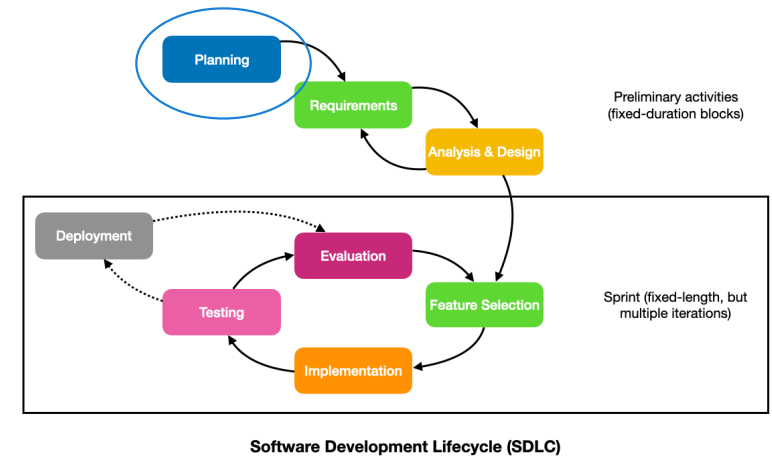 Planning
Requirements
Preliminary activities
(fixed-duration blocks)
Analysis & Design
Deployment
Evaluation
Feature Selection
Sprint (fixed-length, but
multiple iterations)
Testing
Implementation
Software Development Lifecycle (SDLC)